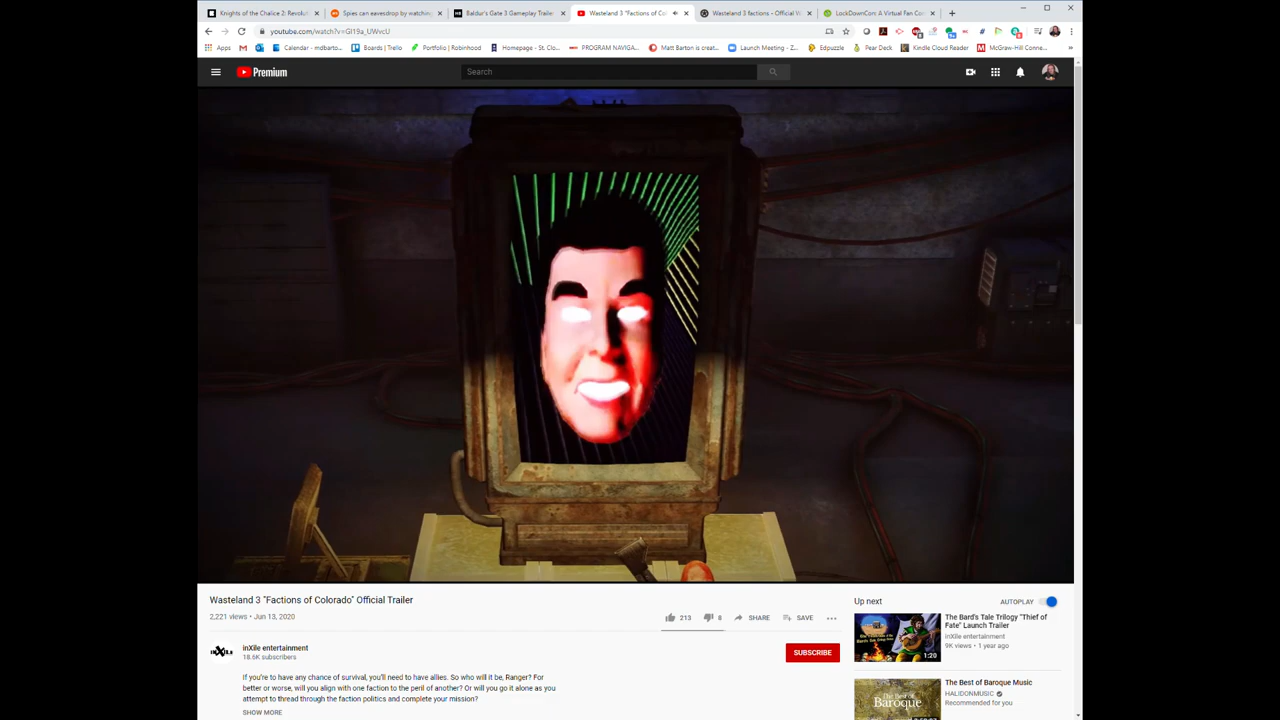 Knights of the Chalice 2: Revolut
Spies can eavesdrop by watching
Baldur's Gate 3 Gameplay Trailer
Wasteland 3 "Factions of Col
Wasteland 3 factions - Official W
LockDownCon: A Virtual Fan Con
youtube.com/watch?v=GI19a_UWvcU
Apps
Calendar - mdbarto...
Boards | Trello
Portfolio | Robinhood
Homepage - St. Clo...
PROGRAM NAVIGA...
Matt Barton is creat...
Launch Meeting - Z...
Edpuzzle
Pear Deck
Kindle Cloud Reader
McGraw-Hill Connec...
Premium
Search
Wasteland 3 "Factions of Colorado" Official Trailer
2,221 views • Jun 13, 2020
213
8
SHARE
SAVE
inXile entertainment
18.6K subscribers
SUBSCRIBE
If you're to have any chance of survival, you'll need to have allies. So who will it be, Ranger? For
better or worse, will you align with one faction to the peril of another? Or will you go it alone as you
attempt to thread through the faction politics and complete your mission?
SHOW MORE
Up next
AUTOPLAY
The Bard's Tale Trilogy "Thief of
Fate" Launch Trailer
inXile entertainment
9K views • 1 year ago
1:20
The Best of Baroque Music
HALIDONMUSIC
Recommended for you
The Best of
Baroque